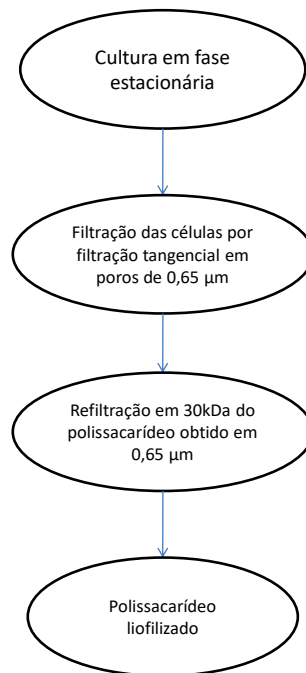 Cultura em fase
estacionária
Filtração das células por
filtração tangencial em
poros de 0,65 µm
Refiltração em 30kDa do
polissacarídeo obtido em
0,65 µm
Polissacarídeo
liofilizado